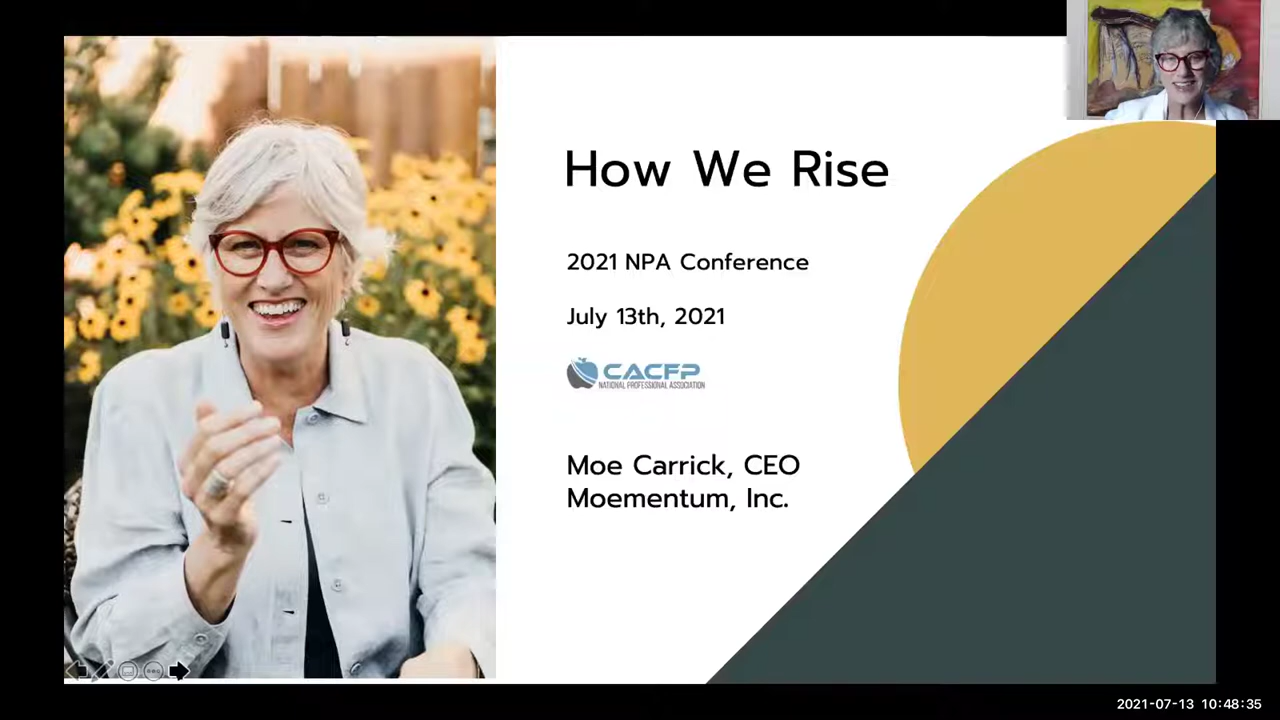 How We Rise
2021 NPA Conference
July 13th, 2021
CACFP
NATIONAL PROFESSIONAL ASSOCIATION
Moe Carrick, CEO
Moementum, Inc.
2021-07-13 10:48:35